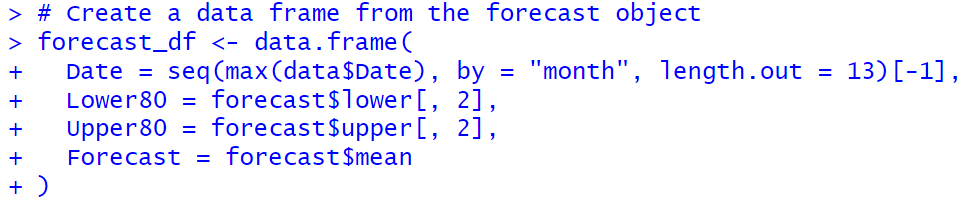 > # Create a data frame from the forecast object
> forecast_df <- data.frame(
+   Date = seq(max(data$Date), by = "month", length.out = 13)[-1],
+   Lower80 = forecast$lower[, 2],
+   Upper80 = forecast$upper[, 2],
+   Forecast = forecast$mean
+ )